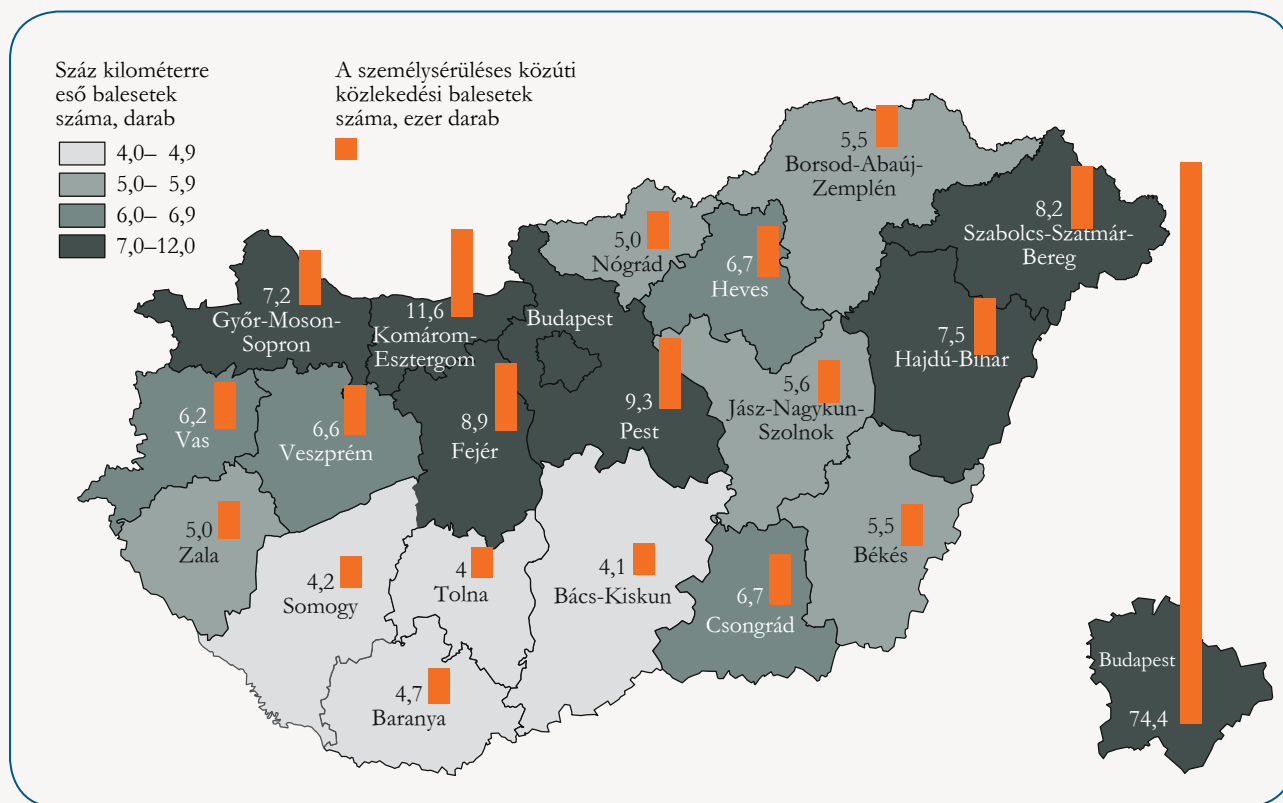 Száz kilométerre
eső balesetek
száma, darab
4,0– 4,9
5,0– 5,9
6,0– 6,9
7,0–12,0
A személysérüléses közúti
közlekedési balesetek
száma, ezer darab
5,5
Borsod-Abaúj-
Zemplén
8,2
Szabolcs-Szatmár-
Bereg
5,0
Nógrád
6,7
Heves
7,2
Győr-Moson-
Sopron
11,6
Komárom-
Esztergom
Budapest
7,5
Hajdú-Bihar
9,3
Pest
5,6
Jász-Nagykun-
Szolnok
6,2
Vas
6,6
Veszprém
8,9
Fejér
5,0
Zala
4,2
Somogy
4
Tolna
4,1
Bács-Kiskun
5,5
Békés
6,7
Csongrád
4,7
Baranya
Budapest
74,4